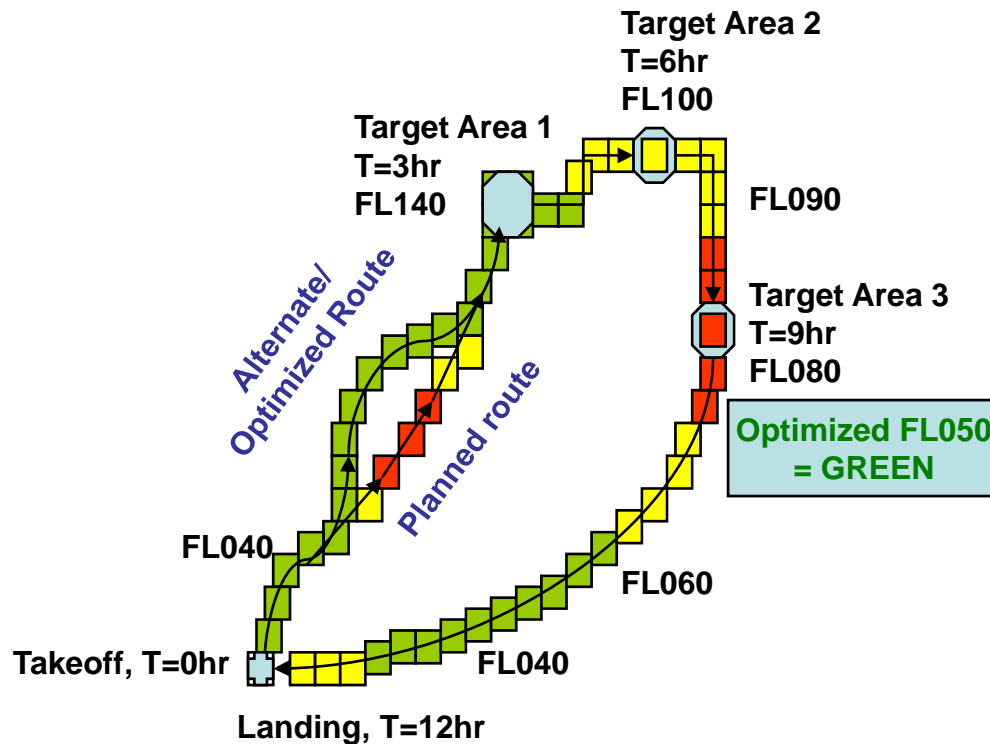 Target Area 2
T=6hr
FL100
Target Area 1
T=3hr
FL140
FL090
Alternate/
Optimized Route
Target Area 3
T=9hr
FL080
Planned route
Optimized FL050
= GREEN
FL040
FL060
FL040
Takeoff, T=0hr
Landing, T=12hr